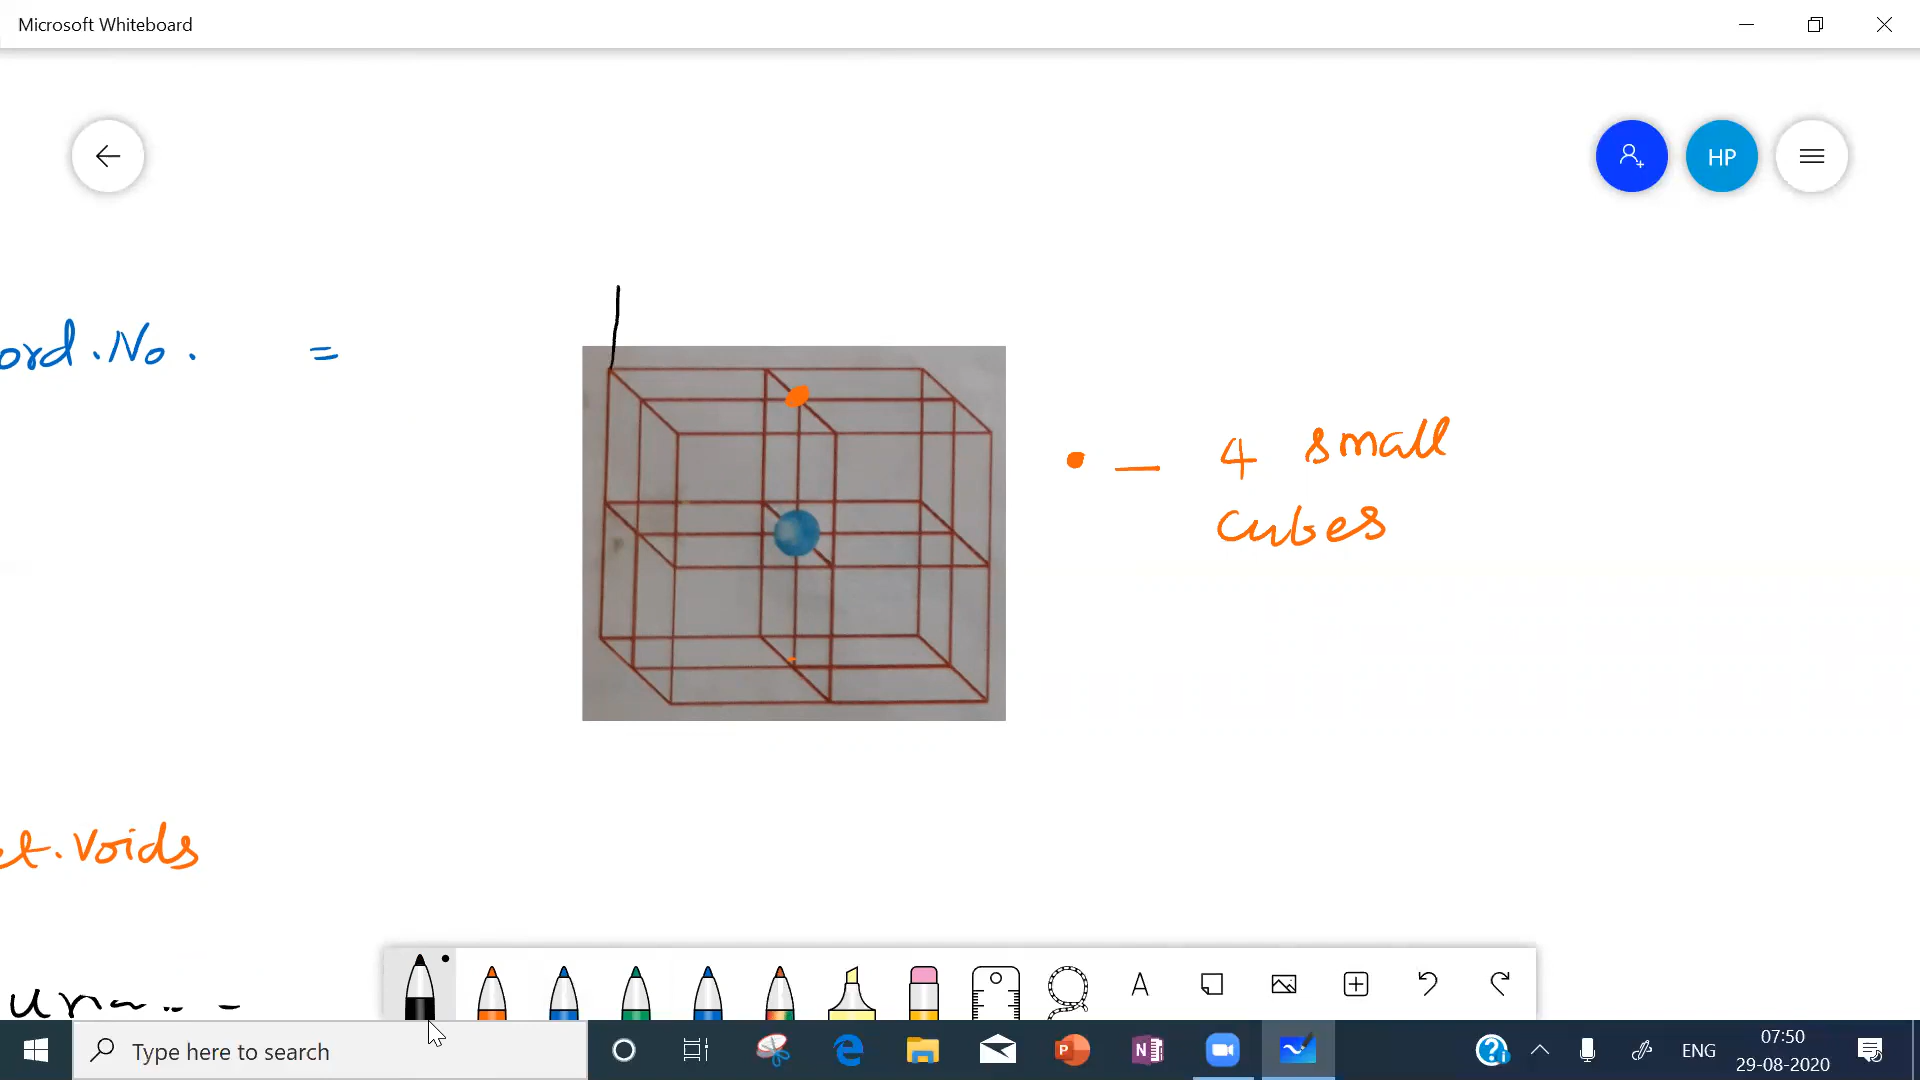 Microsoft Whiteboard
HP
ord. No. =
4 small
cubes
et. Voids
A
Type here to search
ENG
07:50
29-08-2020